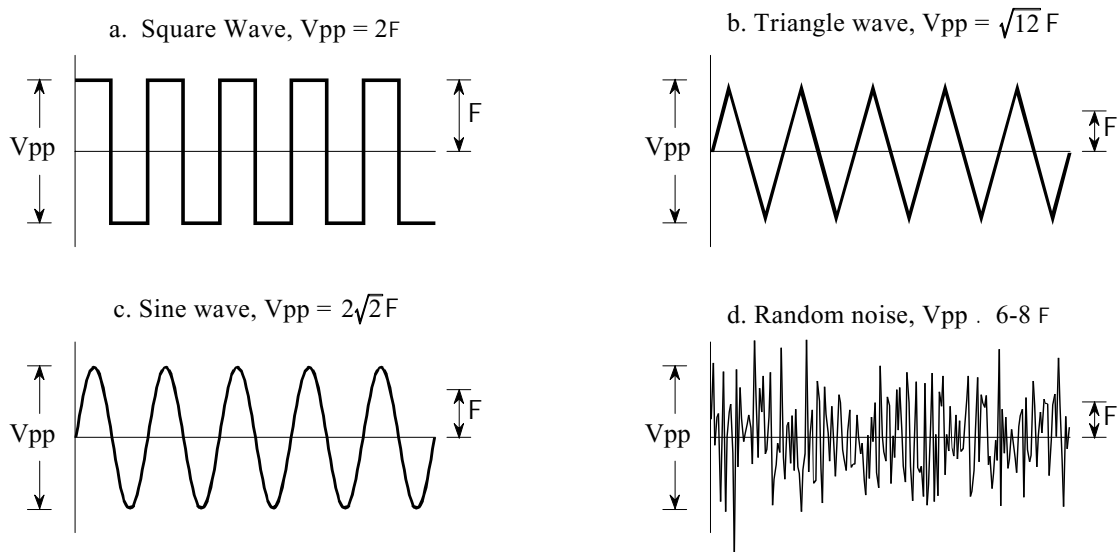 a. Square Wave, Vpp = 2F
Vpp
F
b. Triangle wave, Vpp = √12 F
Vpp
F
c. Sine wave, Vpp = 2√2 F
Vpp
F
d. Random noise, Vpp . 6-8 F
Vpp
F